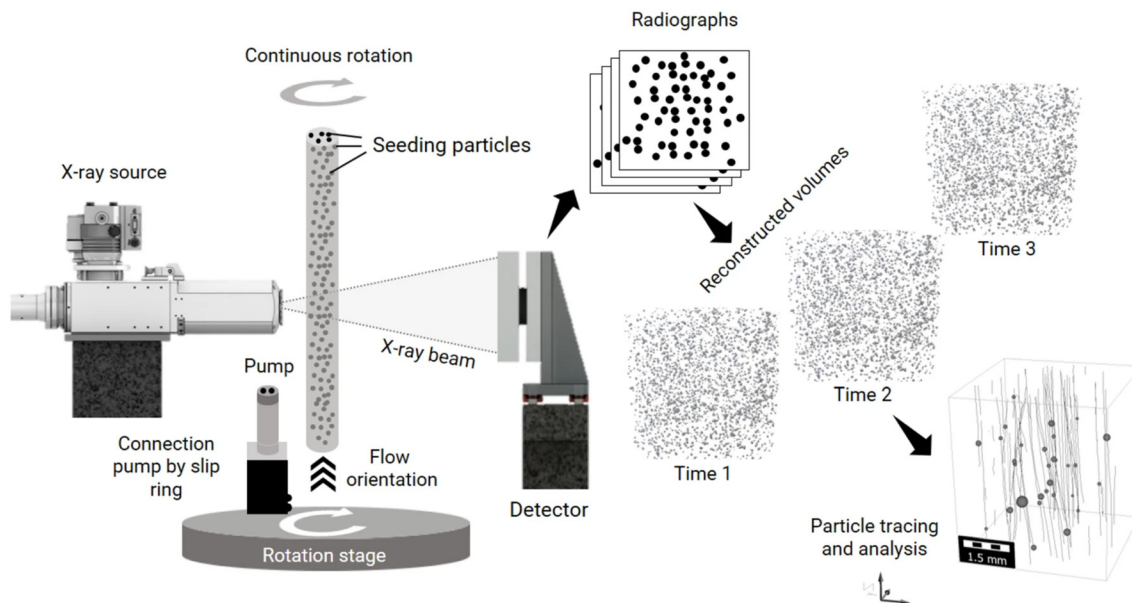 Radiographs
Continuous rotation
Seeding particles
X-ray source
Reconstructed volumes
Time 3
X-ray beam
Pump
Time 2
Connection
pump by slip
ring
Flow
orientation
Time 1
Detector
Rotation stage
Particle tracing
and analysis
1.5 mm